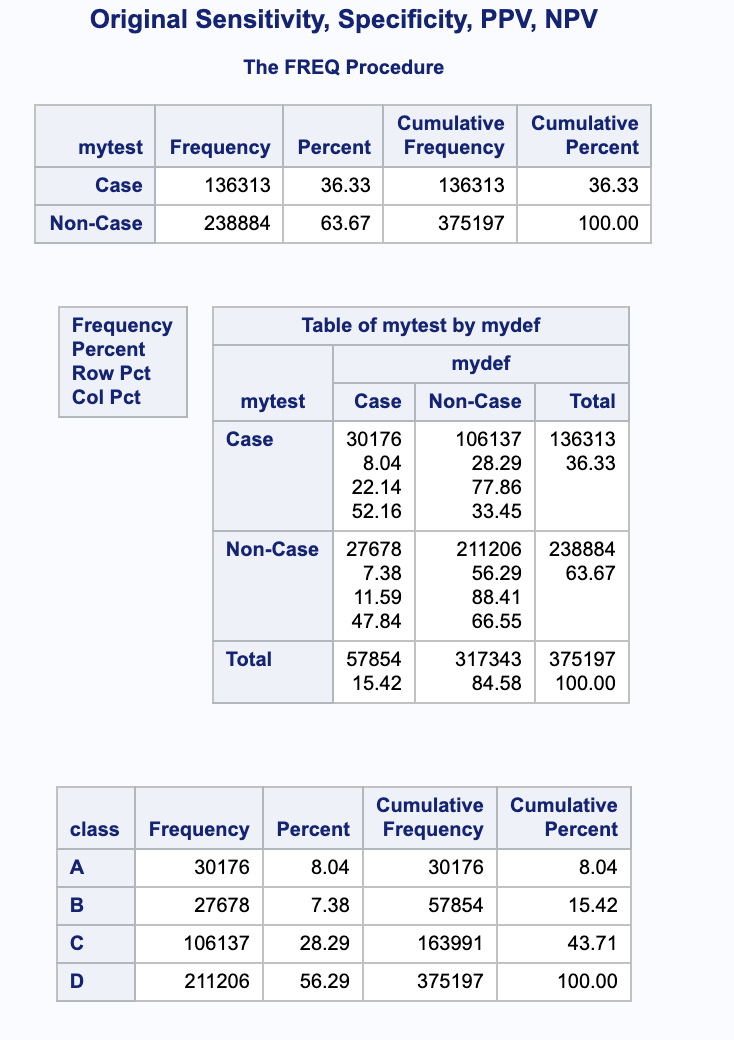 Original Sensitivity, Specificity, PPV, NPV
The FREQ Procedure
mytest Frequency Percent Cumulative Frequency Cumulative Percent
Case 136313 36.33 136313 36.33
Non-Case 238884 63.67 375197 100.00
Frequency
Percent
Row Pct
Col Pct
Table of mytest by mydef
mydef
mytest Case Non-Case Total
Case 30176 106137 136313
8.04 28.29 36.33
22.14 77.86
52.16 33.45
Non-Case 27678 211206 238884
7.38 56.29 63.67
11.59 88.41
47.84 66.55
Total 57854 317343 375197
15.42 84.58 100.00
class Frequency Percent Cumulative Frequency Cumulative Percent
A 30176 8.04 30176 8.04
B 27678 7.38 57854 15.42
C 106137 28.29 163991 43.71
D 211206 56.29 375197 100.00